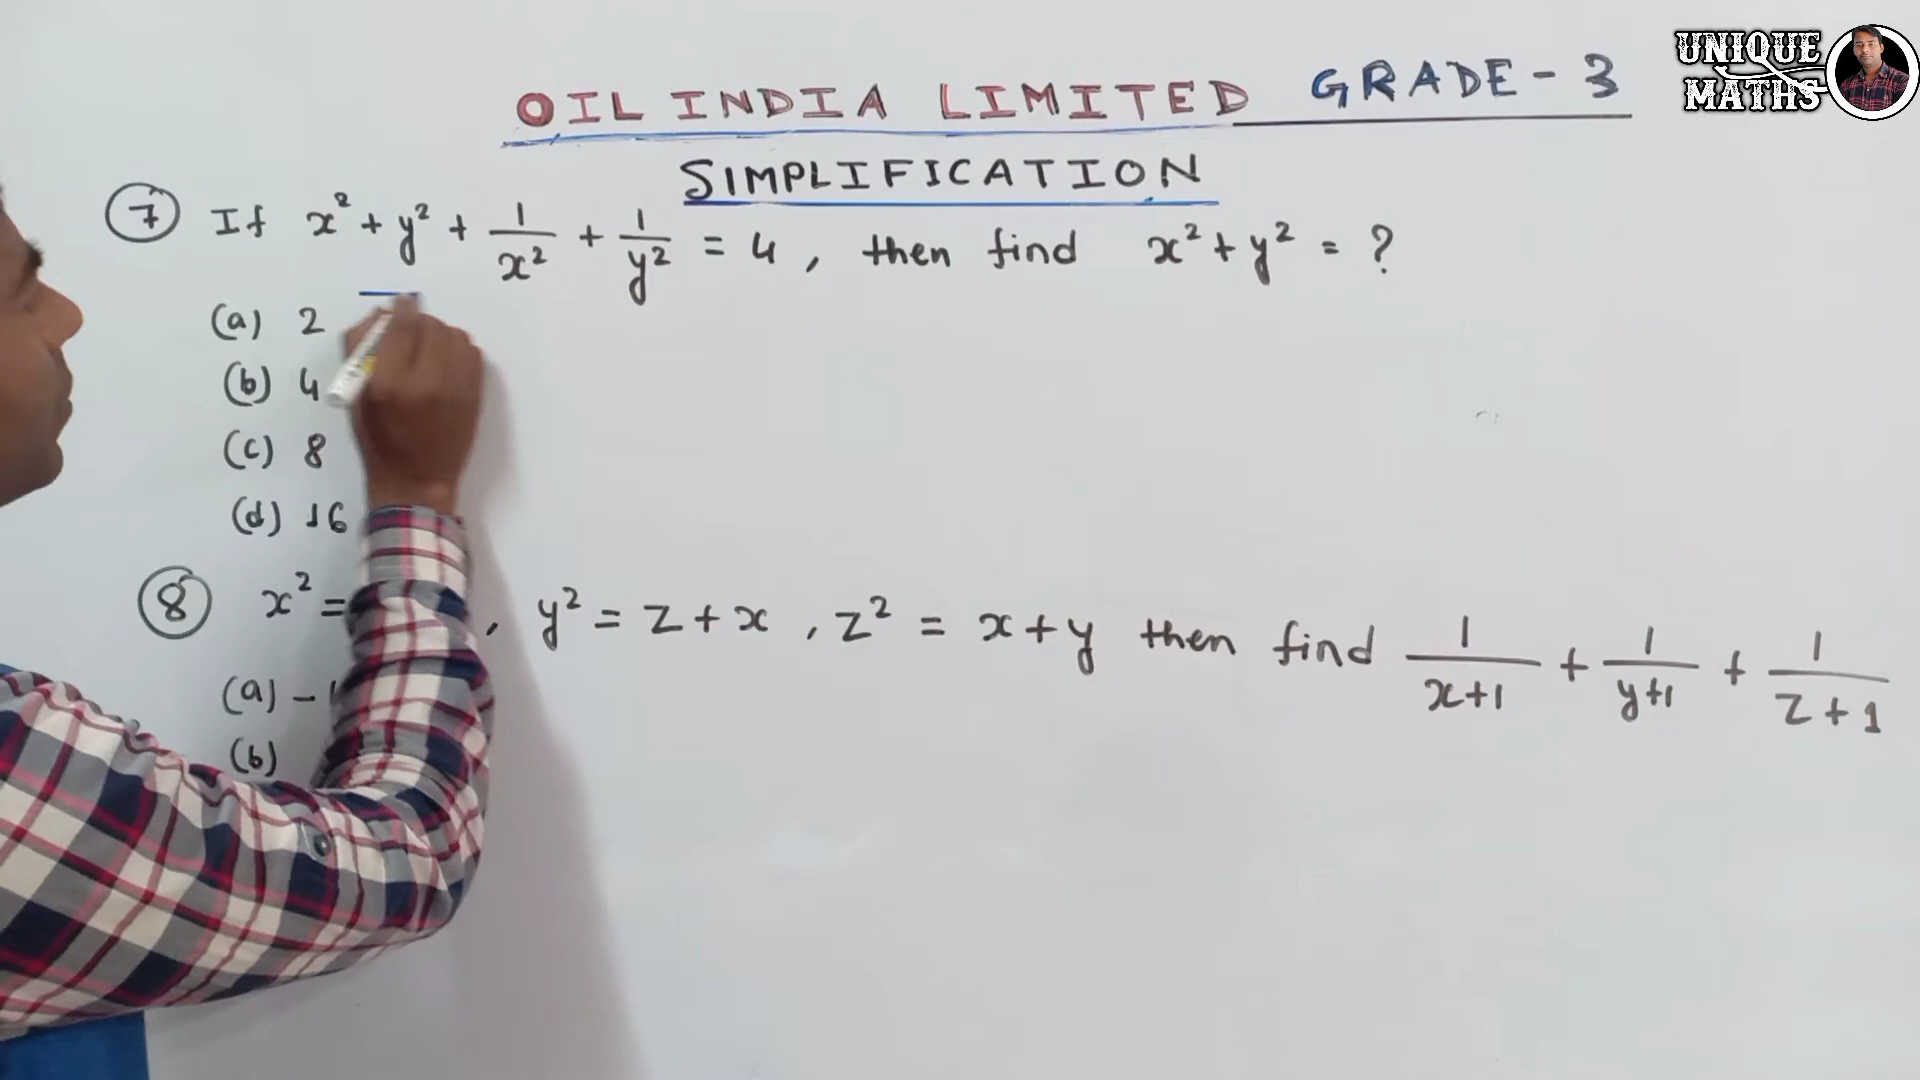 UNIQUE
MATHS
OIL INDIA LIMITED GRADE - 3
SIMPLIFICATION
7 If x² + y² + 1/x² + 1/y² = 4, then find x² + y² = ?
(a) 2
(b) 4
(c) 8
(d) 16
8 x² = , y² = z + x, z² = x + y then find 1/x+1 + 1/y+1 + 1/z+1
(a) -
(b)